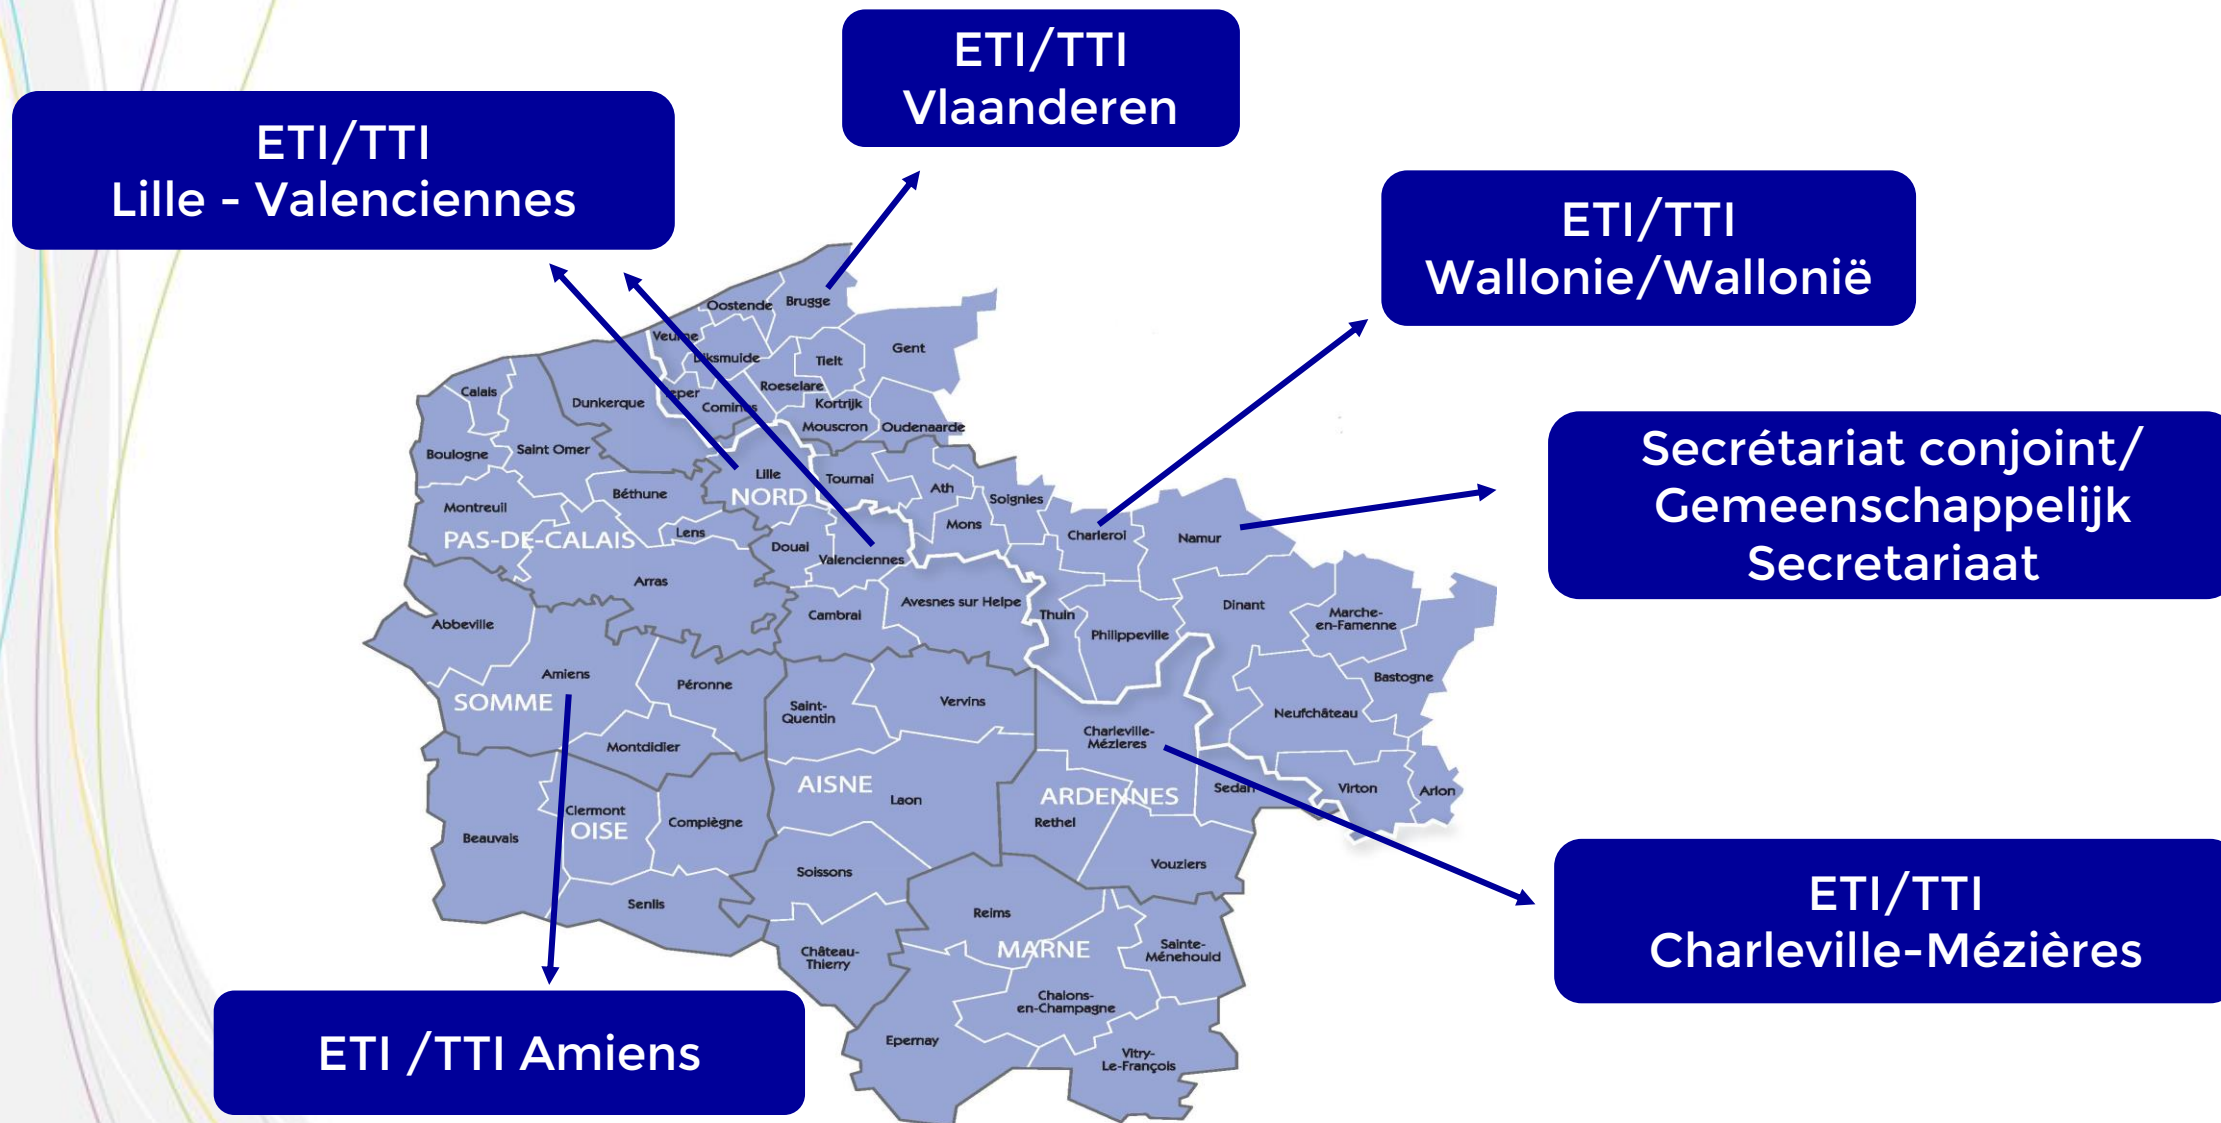 ETI/TTI
Vlaanderen
ETI/TTI
Lille - Valenciennes
ETI/TTI
Wallonie/Wallonië
Secrétariat conjoint/
Gemeenschappelijk
Secretariaat
ETI/TTI
Charleville-Mézières
ETI /TTI Amiens
Oostende
Brugge
Veurne
Diksmuide
Tielt
Gent
Calais
Dunkerque
Ieper
Roeselare
Comines
Kortrijk
Mouscron
Oudenaarde
Boulogne
Saint Omer
Lille
NORD
Tournai
Ath
Soignies
Montreuil
Béthune
Mons
PAS-DE-CALAIS
Lens
Douai
Valenciennes
Charleroi
Namur
Arras
Abbeville
Cambrai
Avesnes sur Helpe
Thuin
Philippeville
Dinant
Marche-
en-Famenne
Amiens
SOMME
Péronne
Saint-
Quentin
Vervins
Bastogne
Neufchâteau
Montdidier
Charleville-
Mézieres
AISNE
Laon
ARDENNES
Sedan
Virton
Arlon
Clermont
OISE
Compiègne
Beauvais
Rethel
Soissons
Vouziers
Senlis
Reims
MARNE
Château-
Thierry
Sainte-
Ménehould
Chalons-
en-Champagne
Epernay
Vitry-
Le-François